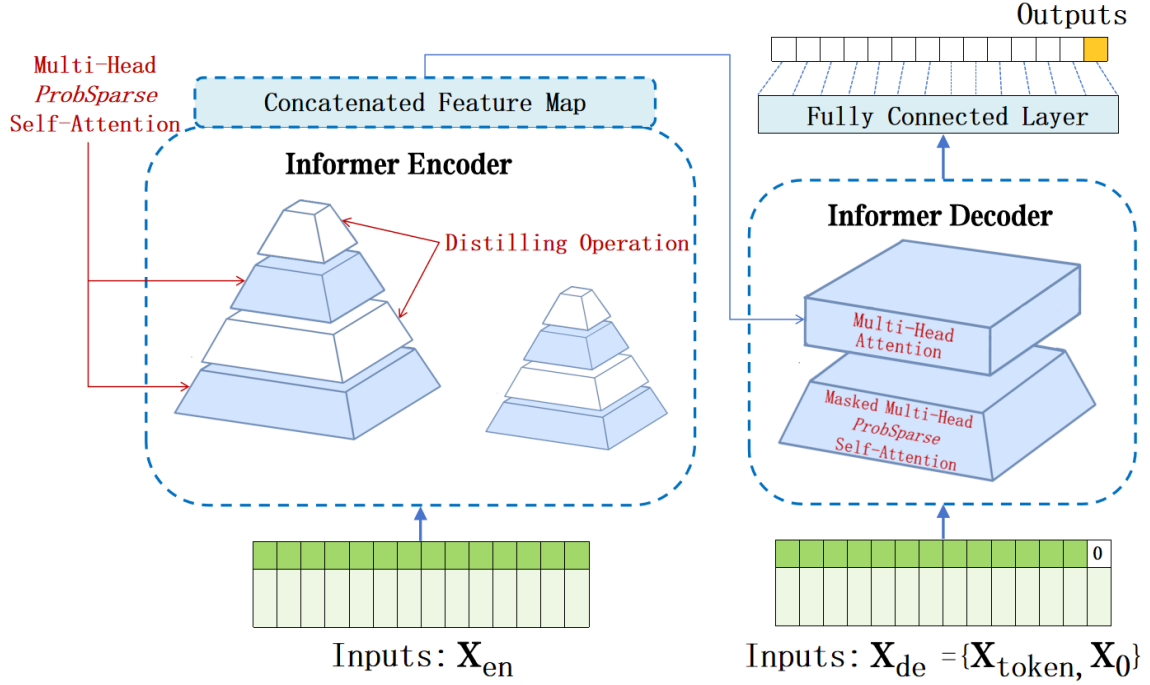 Outputs
Multi-Head
ProbSparse
Self-Attention
Concatenated Feature Map
Fully Connected Layer
Informer Encoder
Informer Decoder
Distilling Operation
Multi-Head
Attention
Masked Multi-Head
ProbSparse
Self-Attention
0
Inputs: Xen
Inputs: Xde ={Xtoken, X0}